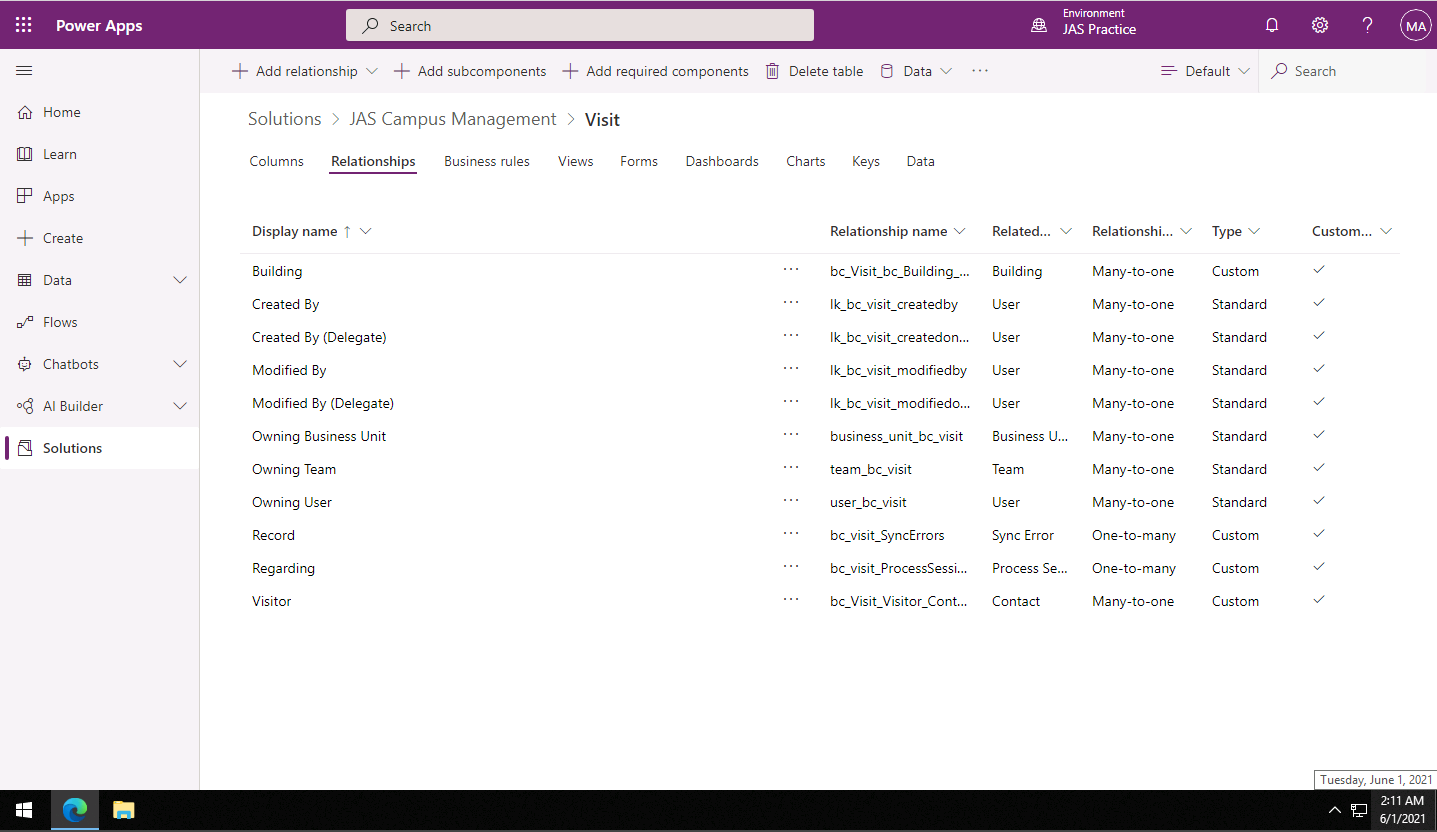 Power Apps
Search
Environment
JAS Practice
MA
Add relationship
Add subcomponents
Add required components
Delete table
Data
Default
Search
Home
Learn
Apps
Create
Data
Flows
Chatbots
AI Builder
Solutions
Solutions > JAS Campus Management > Visit
Columns Relationships Business rules Views Forms Dashboards Charts Keys Data
Display name ↑ Relationship name Related... Relationshi... Type Custom...
Building ... bc_Visit_bc_Building_... Building Many-to-one Custom ✓
Created By ... lk_bc_visit_createdby User Many-to-one Standard ✓
Created By (Delegate) ... lk_bc_visit_createdon... User Many-to-one Standard ✓
Modified By ... lk_bc_visit_modifiedby User Many-to-one Standard ✓
Modified By (Delegate) ... lk_bc_visit_modifiedo... User Many-to-one Standard ✓
Owning Business Unit ... business_unit_bc_visit Business U... Many-to-one Standard ✓
Owning Team ... team_bc_visit Team Many-to-one Standard ✓
Owning User ... user_bc_visit User Many-to-one Standard ✓
Record ... bc_visit_SyncErrors Sync Error One-to-many Custom ✓
Regarding ... bc_visit_ProcessSessi... Process Se... One-to-many Custom ✓
Visitor ... bc_Visit_Visitor_Cont... Contact Many-to-one Custom ✓
Tuesday, June 1, 2021
2:11 AM
6/1/2021